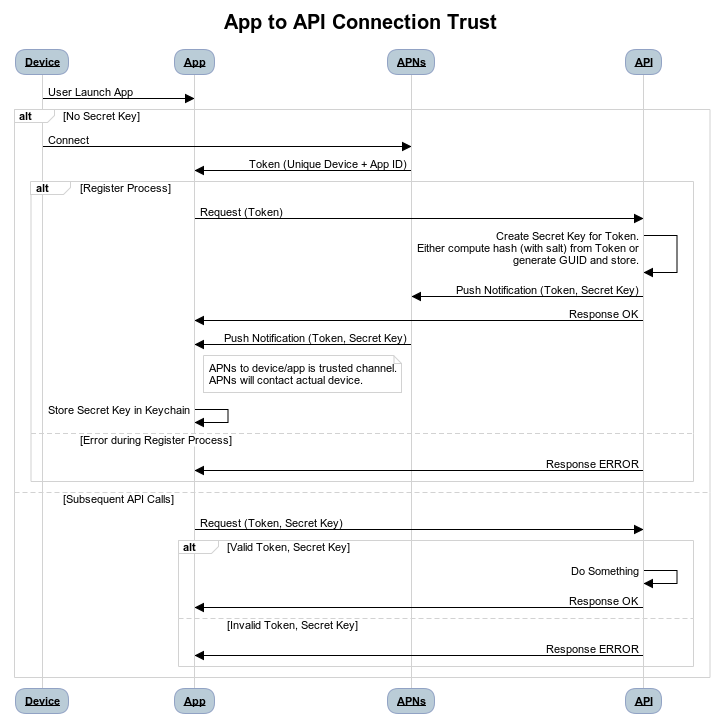 App to API Connection Trust
Device
App
APNs
API
User Launch App
alt
[No Secret Key]
Connect
Token (Unique Device + App ID)
alt
[Register Process]
Request (Token)
Create Secret Key for Token.
Either compute hash (with salt) from Token or
generate GUID and store.
Push Notification (Token, Secret Key)
Response OK
Push Notification (Token, Secret Key)
APNs to device/app is trusted channel.
APNs will contact actual device.
Store Secret Key in Keychain
[Error during Register Process]
Response ERROR
[Subsequent API Calls]
Request (Token, Secret Key)
alt
[Valid Token, Secret Key]
Do Something
Response OK
[Invalid Token, Secret Key]
Response ERROR
Device
App
APNs
API